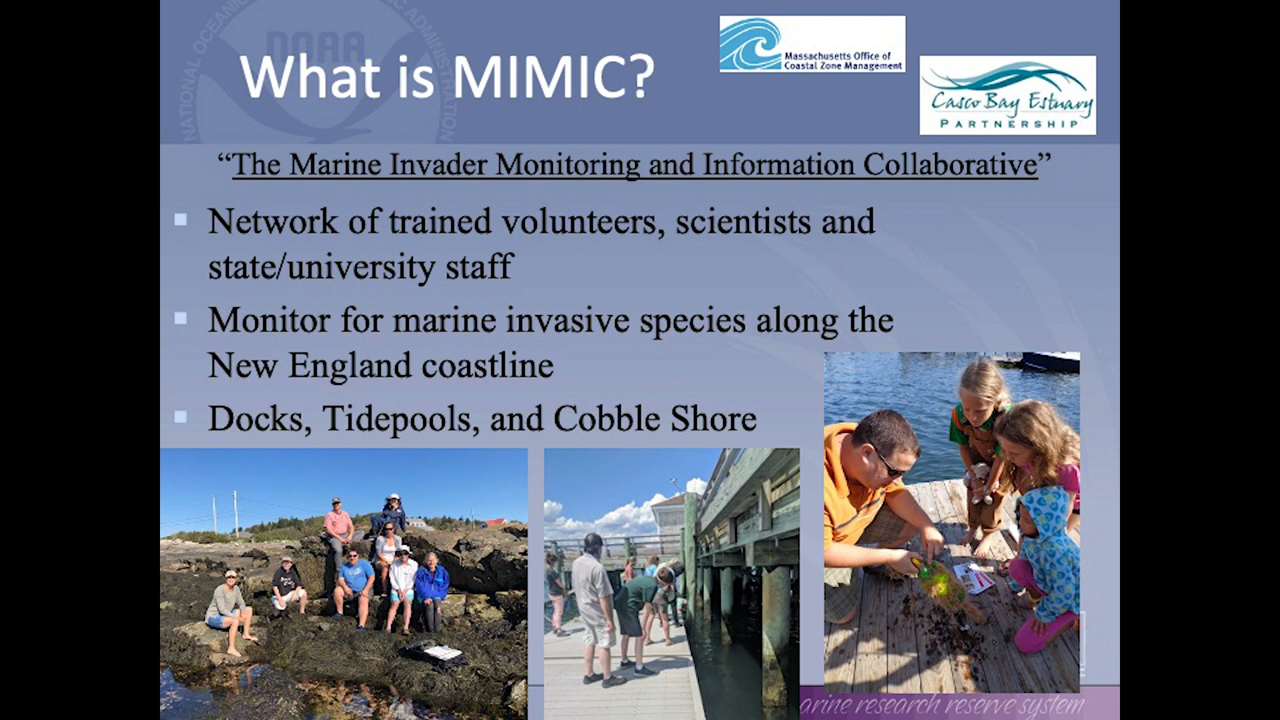 What is MIMIC?
Massachusetts Office of
Coastal Zone Management
Casco Bay Estuary
PARTNERSHIP
“The Marine Invader Monitoring and Information Collaborative”
Network of trained volunteers, scientists and
state/university staff
Monitor for marine invasive species along the
New England coastline
Docks, Tidepools, and Cobble Shore
arine research reserve system